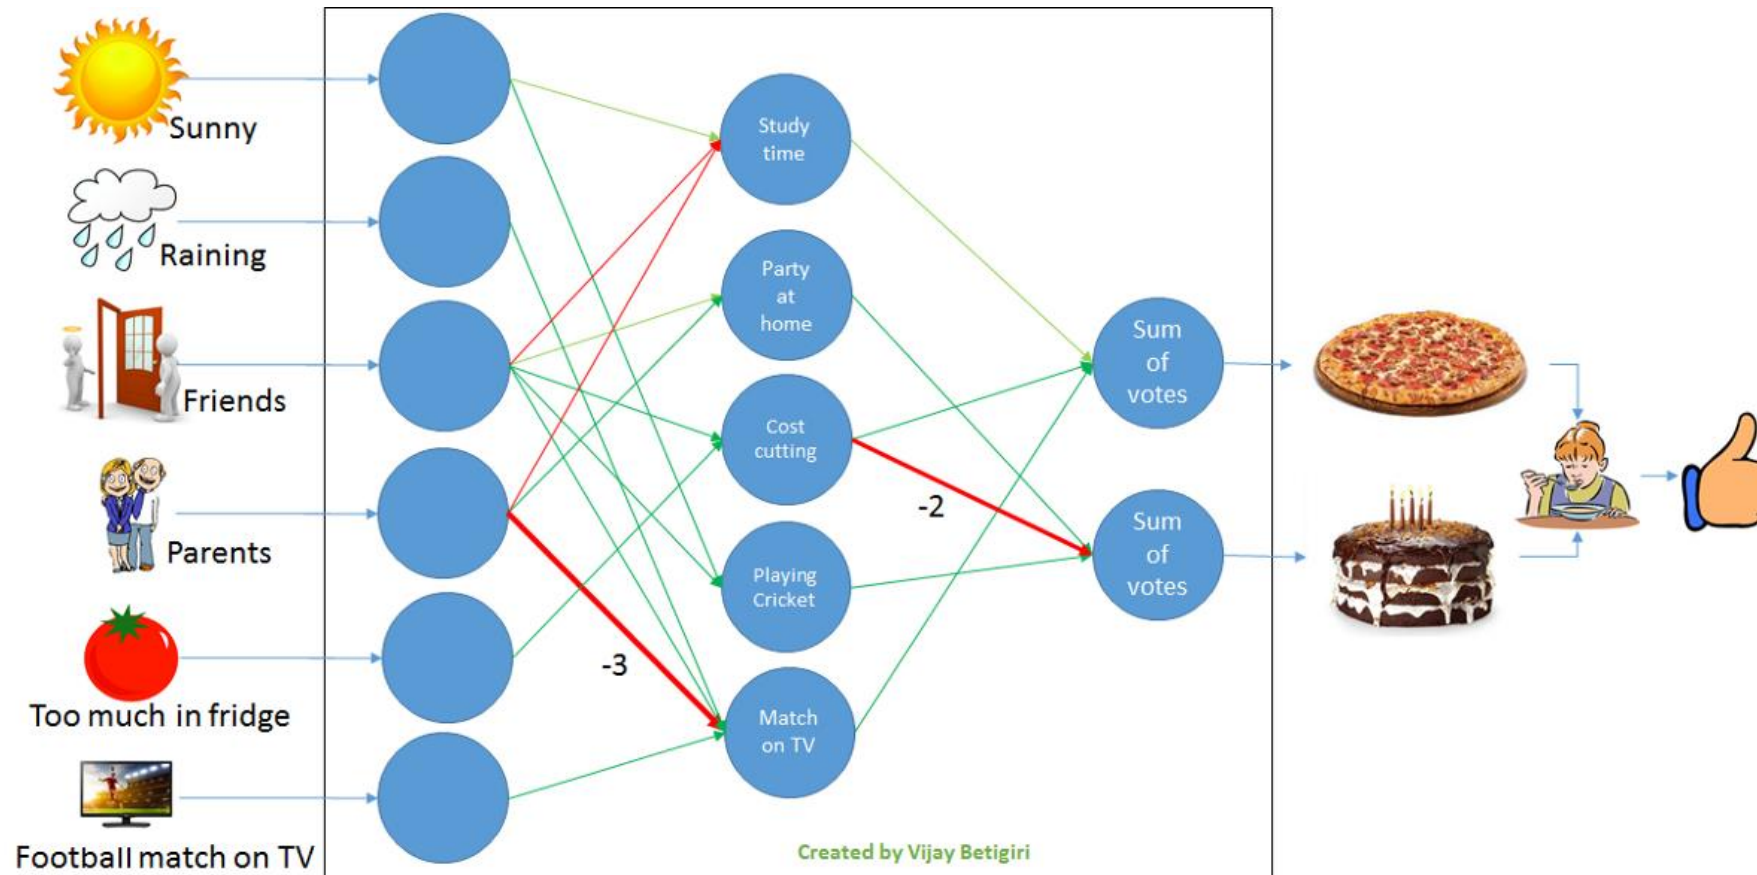 Sunny
Raining
Friends
Parents
Too much in fridge
Football match on TV
Study
time
Party
at
home
Cost
cutting
Playing
Cricket
Match
on TV
-3
-2
Sum
of
votes
Sum
of
votes
Created by Vijay Betigiri